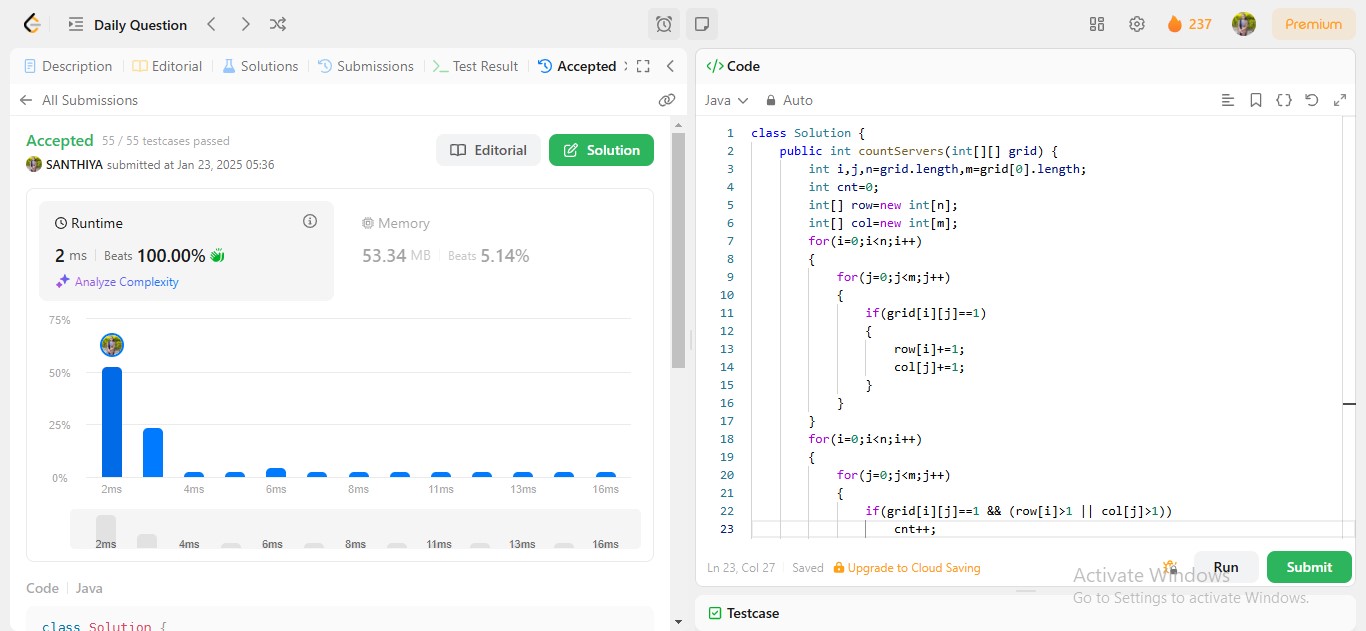 Daily Question
237
Premium
Description
Editorial
Solutions
Submissions
Test Result
Accepted
All Submissions
Accepted 55 / 55 testcases passed
SANTHIYA submitted at Jan 23, 2025 05:36
Editorial
Solution
Runtime
2 ms Beats 100.00%
Analyze Complexity
Memory
53.34 MB Beats 5.14%
75%
50%
25%
0%
2ms 4ms 6ms 8ms 11ms 13ms 16ms
2ms 4ms 6ms 8ms 11ms 13ms 16ms
Code Java
class Solution {
</> Code
Java Auto
1 class Solution {
2 public int countServers(int[][] grid) {
3 int i,j,n=grid.length,m=grid[0].length;
4 int cnt=0;
5 int[] row=new int[n];
6 int[] col=new int[m];
7 for(i=0;i<n;i++)
8 {
9 for(j=0;j<m;j++)
10 {
11 if(grid[i][j]==1)
12 {
13 row[i]+=1;
14 col[j]+=1;
15 }
16 }
17 }
18 for(i=0;i<n;i++)
19 {
20 for(j=0;j<m;j++)
21 {
22 if(grid[i][j]==1 && (row[i]>1 || col[j]>1))
23 cnt++;
Ln 23, Col 27 Saved Upgrade to Cloud Saving
Run
Submit
Activate Windows
Go to Settings to activate Windows.
Testcase